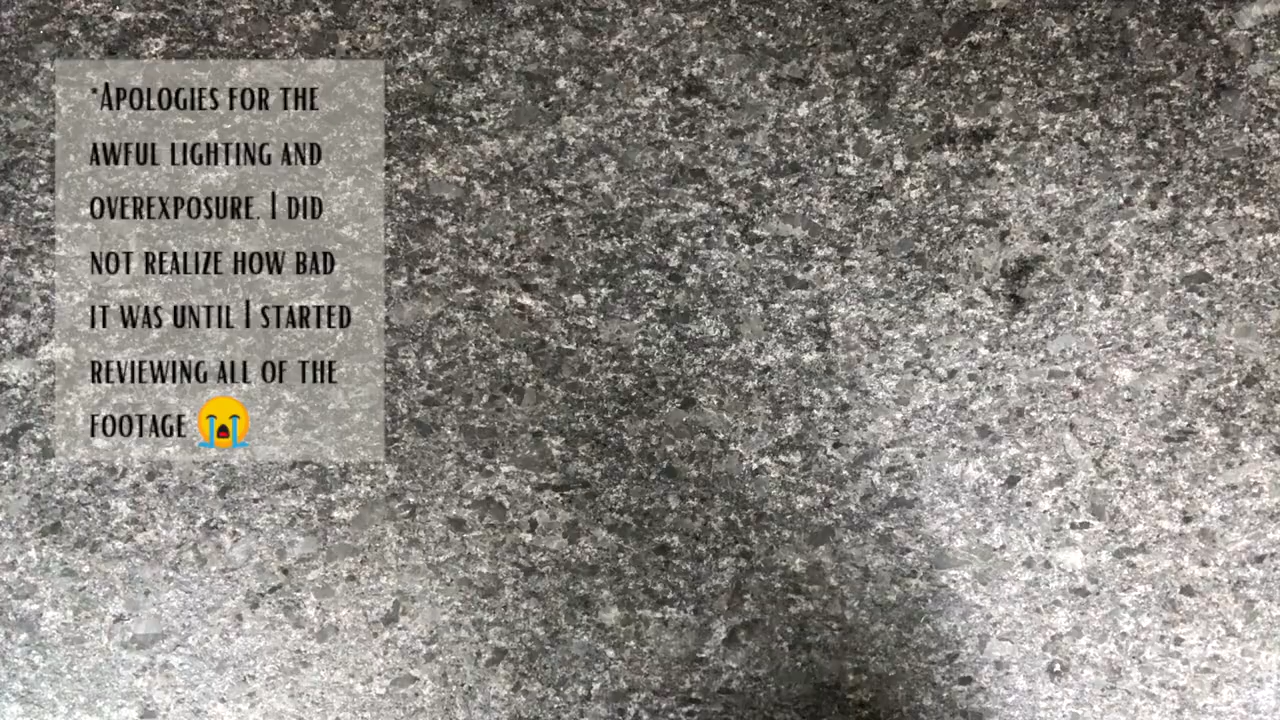 *Apologies for the
awful lighting and
overexposure. I did
not realize how bad
it was until I started
reviewing all of the
footage 😭